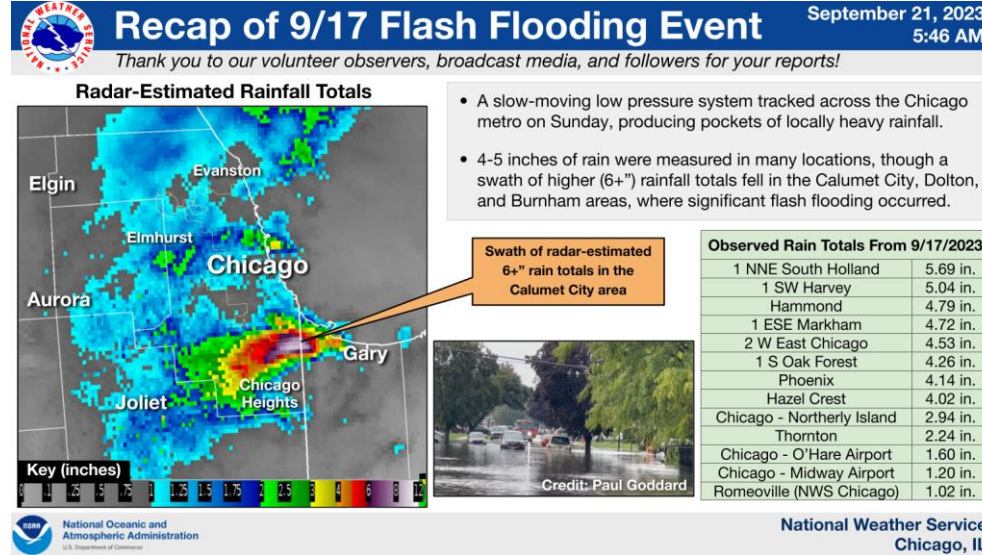 Recap of 9/17 Flash Flooding Event
September 21, 2023
5:46 AM
Thank you to our volunteer observers, broadcast media, and followers for your reports!
NATIONAL WEATHER SERVICE
Radar-Estimated Rainfall Totals
Evanston
Elgin
Elmhurst
Chicago
Aurora
Gary
Chicago
Heights
Joliet
Key (inches)
0 .1 .25 .5 .75 1 1.25 1.5 1.75 2 2.5 3 4 6 8 12
• A slow-moving low pressure system tracked across the Chicago
metro on Sunday, producing pockets of locally heavy rainfall.
• 4-5 inches of rain were measured in many locations, though a
swath of higher (6+”) rainfall totals fell in the Calumet City, Dolton,
and Burnham areas, where significant flash flooding occurred.
Swath of radar-estimated
6+” rain totals in the
Calumet City area
Credit: Paul Goddard
Observed Rain Totals From 9/17/2023
1 NNE South Holland 5.69 in.
1 SW Harvey 5.04 in.
Hammond 4.79 in.
1 ESE Markham 4.72 in.
2 W East Chicago 4.53 in.
1 S Oak Forest 4.26 in.
Phoenix 4.14 in.
Hazel Crest 4.02 in.
Chicago - Northerly Island 2.94 in.
Thornton 2.24 in.
Chicago - O’Hare Airport 1.60 in.
Chicago - Midway Airport 1.20 in.
Romeoville (NWS Chicago) 1.02 in.
NOAA
National Oceanic and
Atmospheric Administration
U.S. Department of Commerce
National Weather Service
Chicago, IL